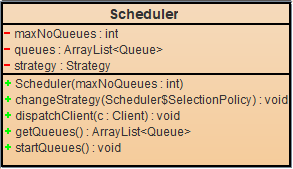 Scheduler
- maxNoQueues : int
- queues : ArrayList<Queue>
- strategy : Strategy
+ Scheduler(maxNoQueues : int)
+ changeStrategy(Scheduler$SelectionPolicy) : void
+ dispatchClient(c : Client) : void
+ getQueues() : ArrayList<Queue>
+ startQueues() : void